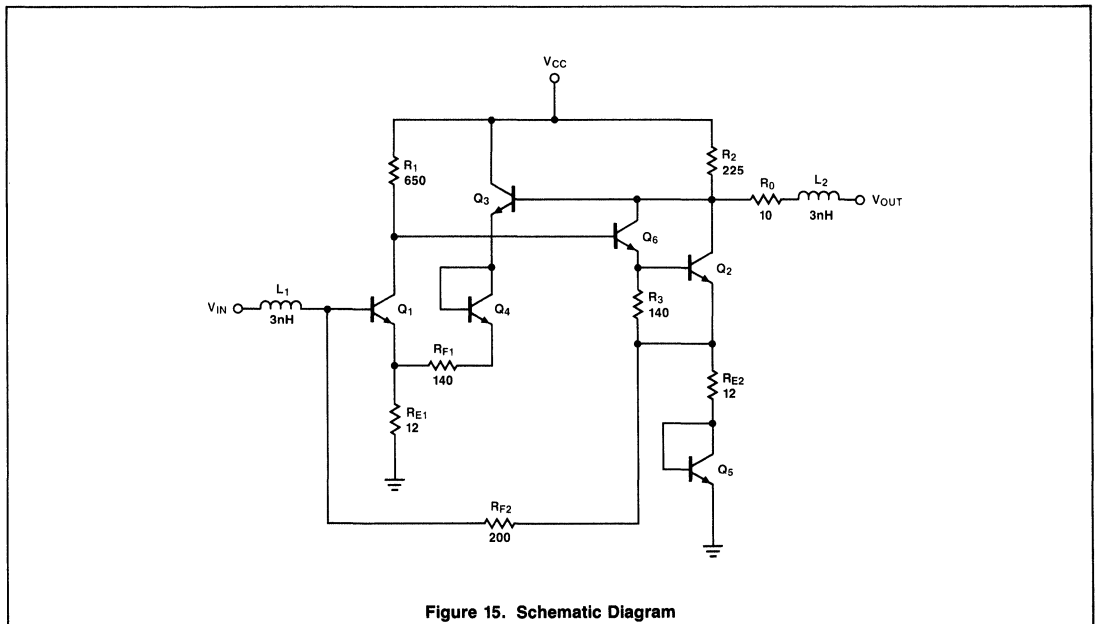 VCC
R1
650
R2
225
R0
10
L2
3nH
VOUT
Q3
Q6
Q2
VIN
L1
3nH
Q1
Q4
R3
140
RF1
140
RE1
12
RE2
12
Q5
RF2
200
Figure 15. Schematic Diagram